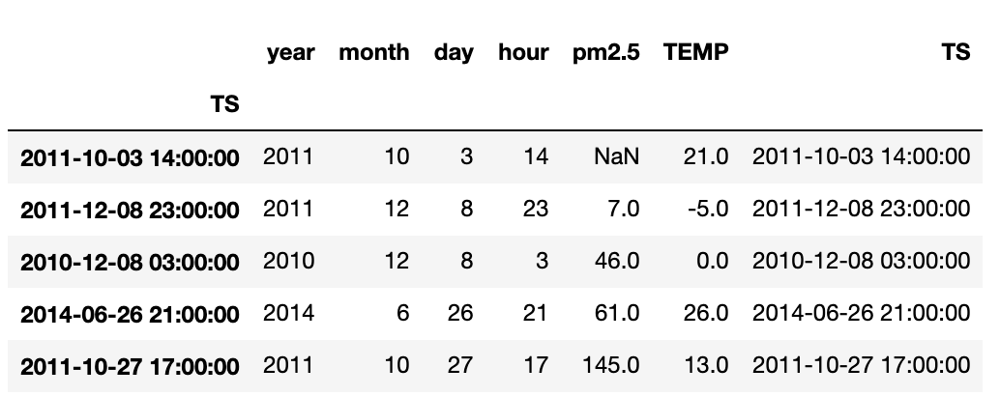 year month day hour pm2.5 TEMP TS
TS
2011-10-03 14:00:00 2011 10 3 14 NaN 21.0 2011-10-03 14:00:00
2011-12-08 23:00:00 2011 12 8 23 7.0 -5.0 2011-12-08 23:00:00
2010-12-08 03:00:00 2010 12 8 3 46.0 0.0 2010-12-08 03:00:00
2014-06-26 21:00:00 2014 6 26 21 61.0 26.0 2014-06-26 21:00:00
2011-10-27 17:00:00 2011 10 27 17 145.0 13.0 2011-10-27 17:00:00